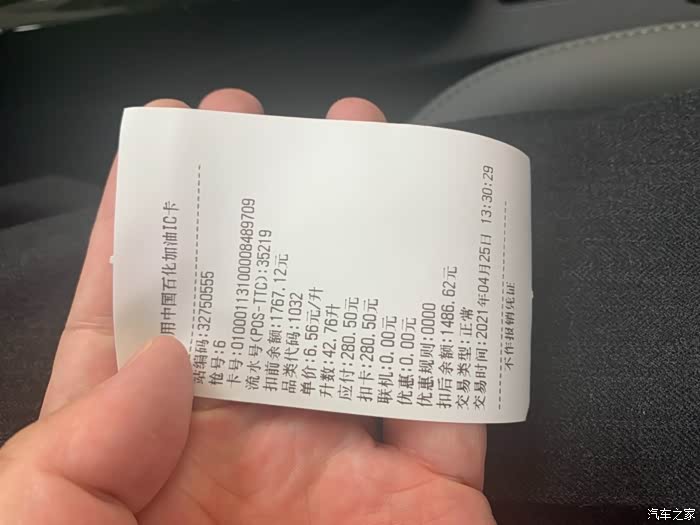 用中国石化加油IC卡
站编码:32750555
枪号:6
卡号:01000113100008489709
流水号(POS-TTC):35219
扣前余额:1767.12元
品类代码:1032
单价:6.56元/升
升数:42.76升
应付:280.50元
扣卡:280.50元
联机:0.00元
优惠:0.00元
优惠规则:0000
扣后余额:1486.62元
交易类型:正常
交易时间:2021年04月25日 13:30:29
不作报销凭证
汽车之家